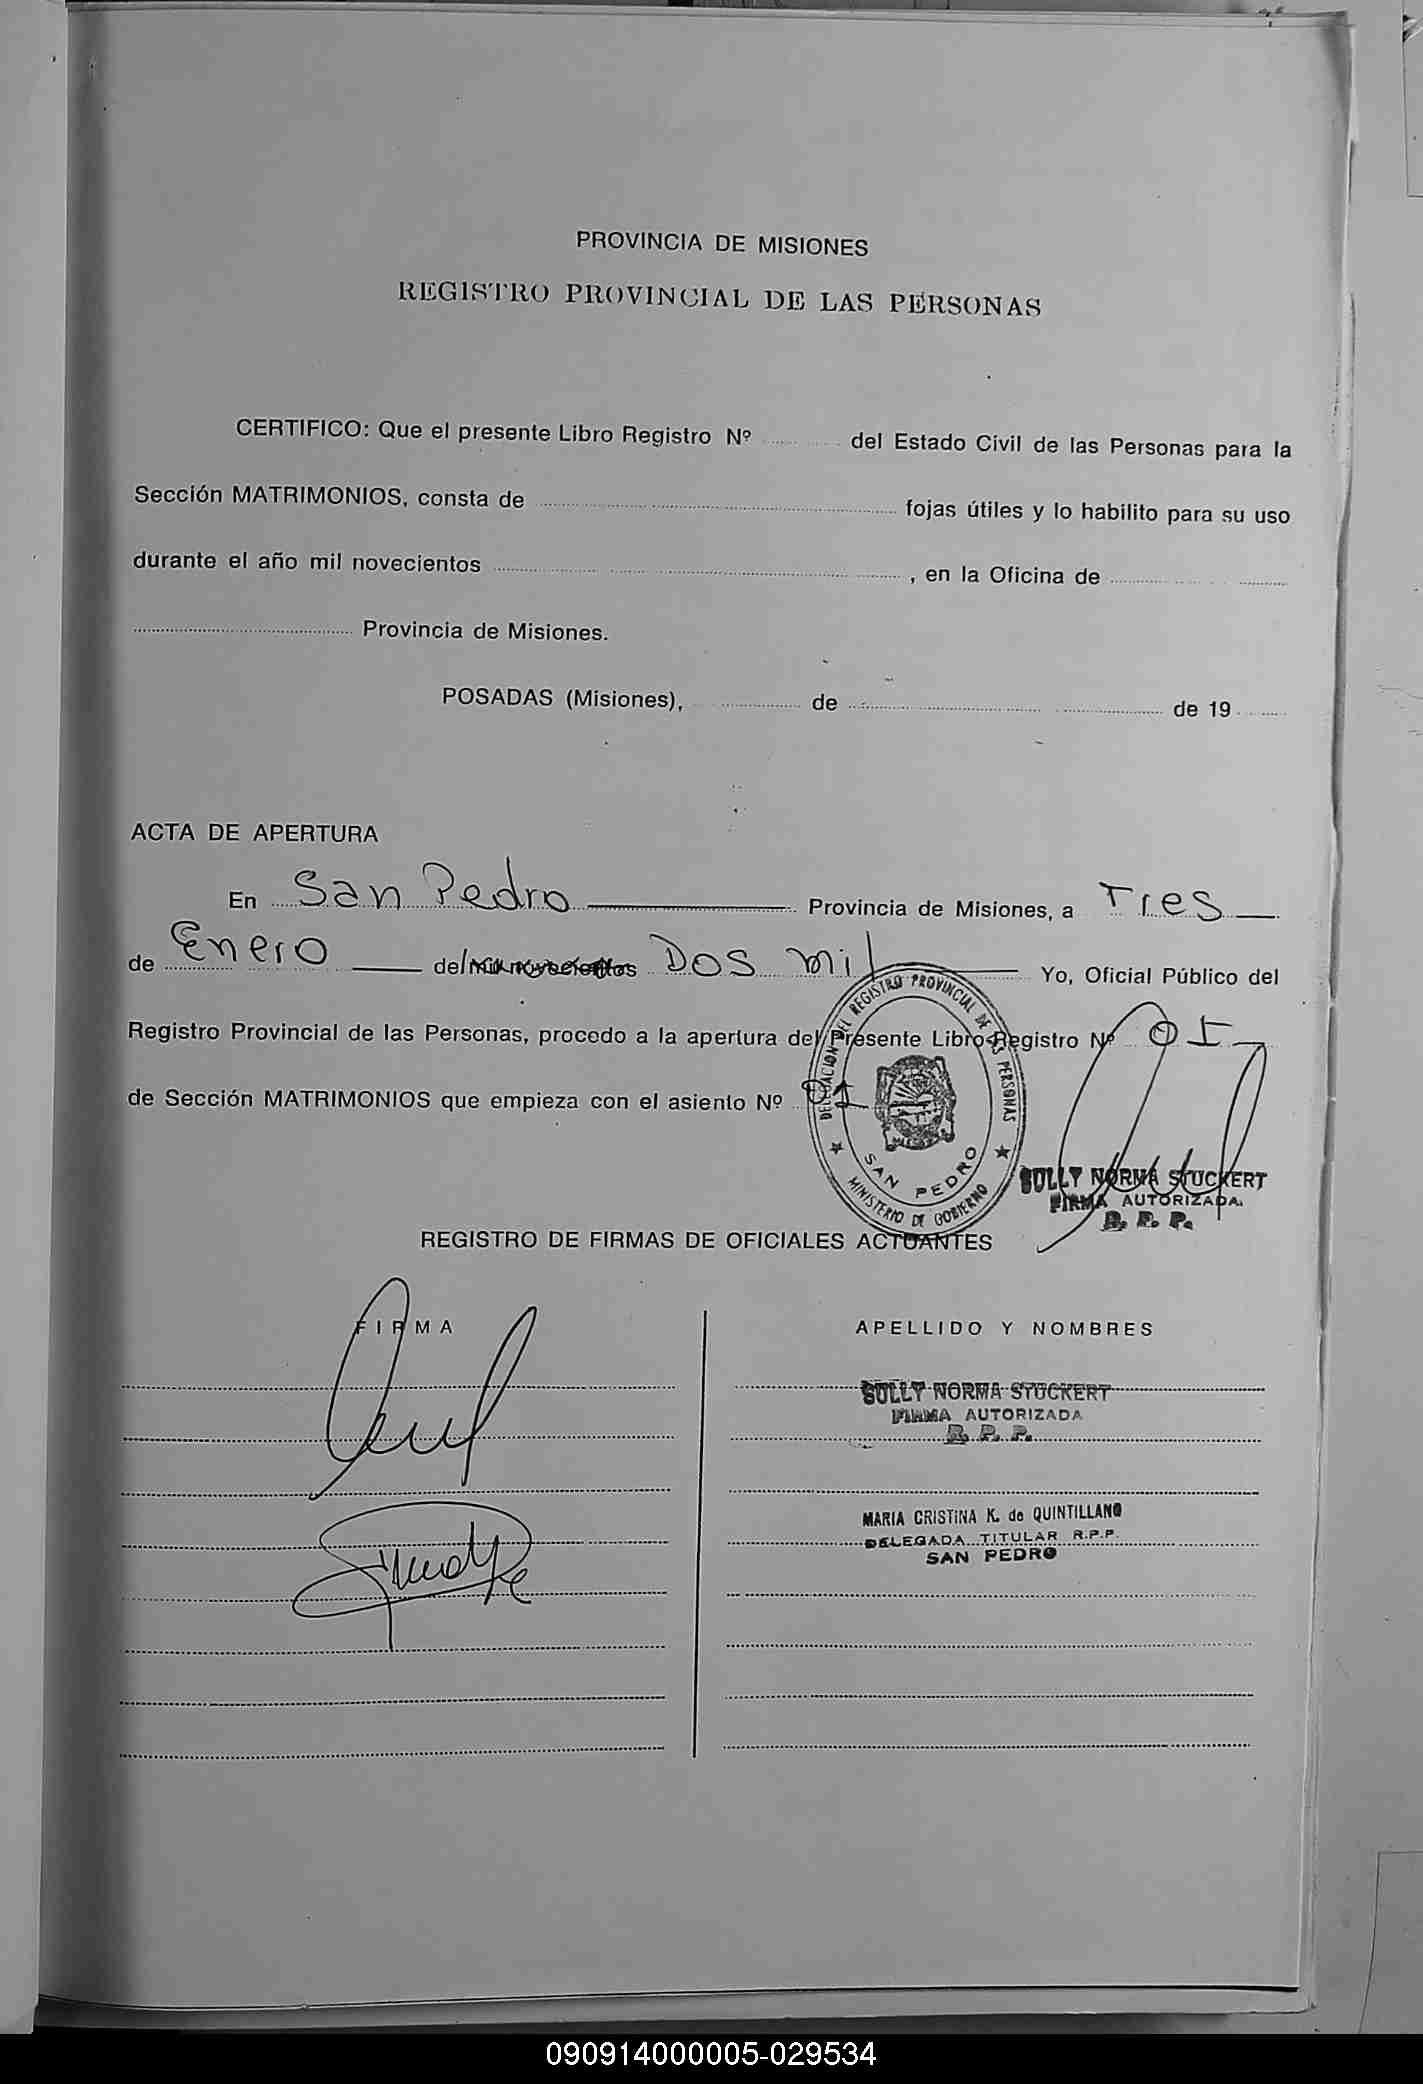 PROVINCIA DE MISIONES
REGISTRO PROVINCIAL DE LAS PERSONAS
CERTIFICO: Que el presente Libro Registro Nº del Estado Civil de las Personas para la
Sección MATRIMONIOS, consta de fojas útiles y lo habilito para su uso
durante el año mil novecientos , en la Oficina de
Provincia de Misiones.
POSADAS (Misiones), de de 19
ACTA DE APERTURA
En San Pedro Provincia de Misiones, a Tres
de Enero del mil novecientos Dos mil Yo, Oficial Público del
Registro Provincial de las Personas, procedo a la apertura del Presente Libro Registro Nº 01
de Sección MATRIMONIOS que empieza con el asiento Nº 01
DELEGACION DEL REGISTRO PROVINCIAL DE LAS PERSONAS
SAN PEDRO
MINISTERIO DE GOBIERNO
SULLY NORMA STUCKERT
FIRMA AUTORIZADA
R. P. P.
REGISTRO DE FIRMAS DE OFICIALES ACTUANTES
FIRMA APELLIDO Y NOMBRES
SULLY NORMA STUCKERT
FIRMA AUTORIZADA
R. P. P.
MARIA CRISTINA K. de QUINTILLANO
DELEGADA TITULAR R.P.P.
SAN PEDRO
090914000005-029534